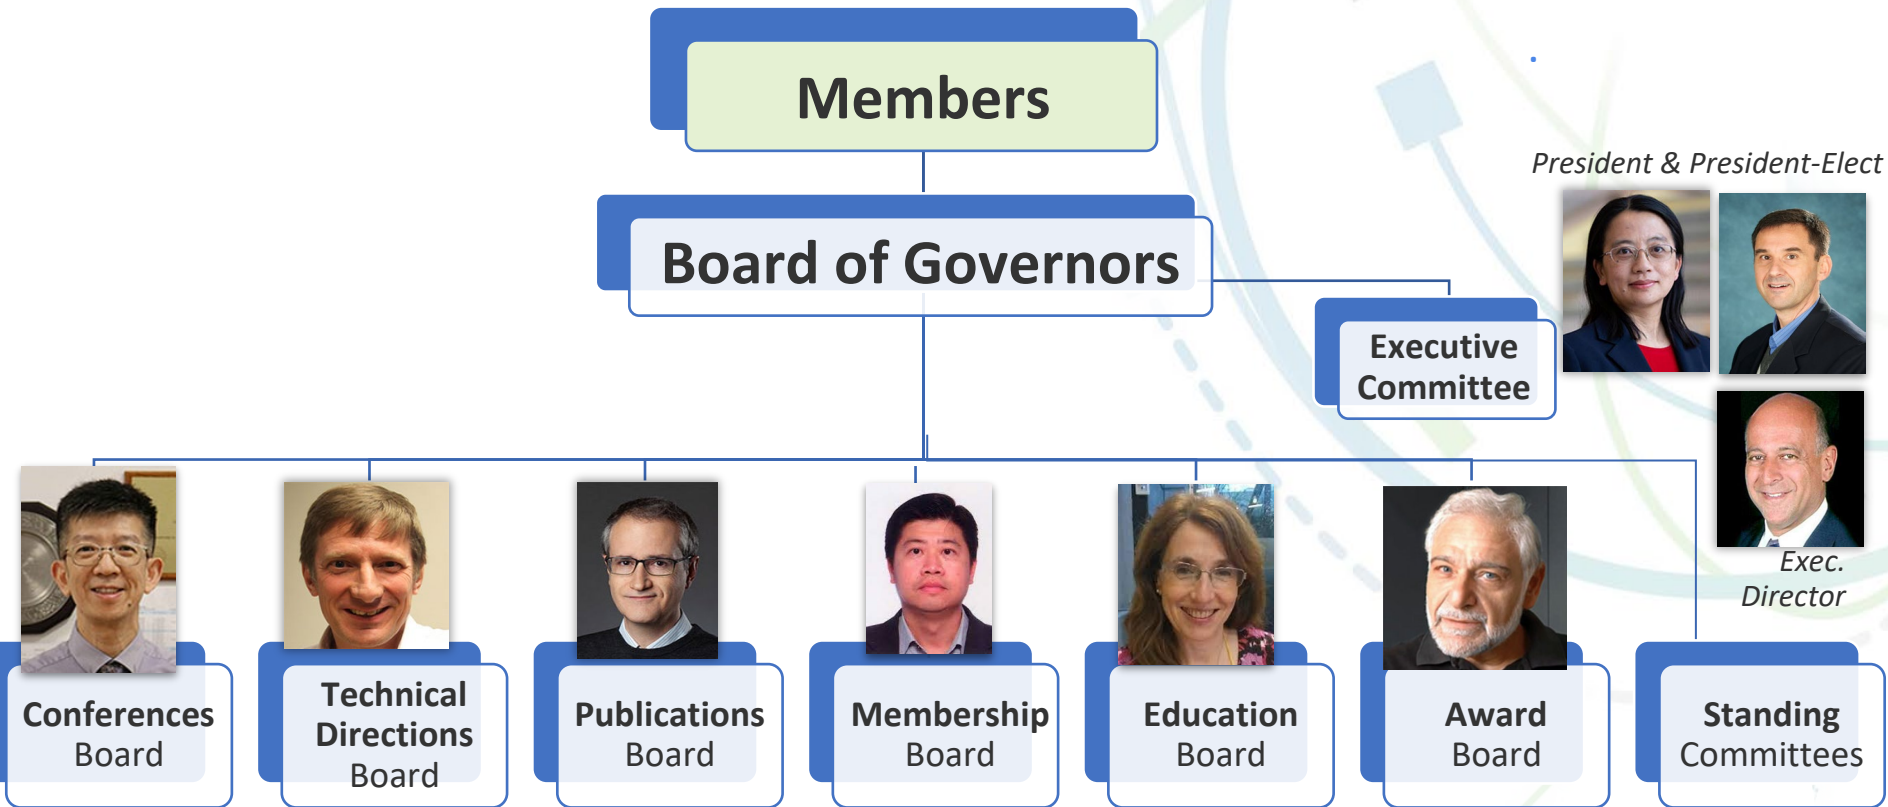 Members
President & President-Elect
Board of Governors
Executive
Committee
Exec.
Director
Conferences
Board
Technical
Directions
Board
Publications
Board
Membership
Board
Education
Board
Award
Board
Standing
Committees